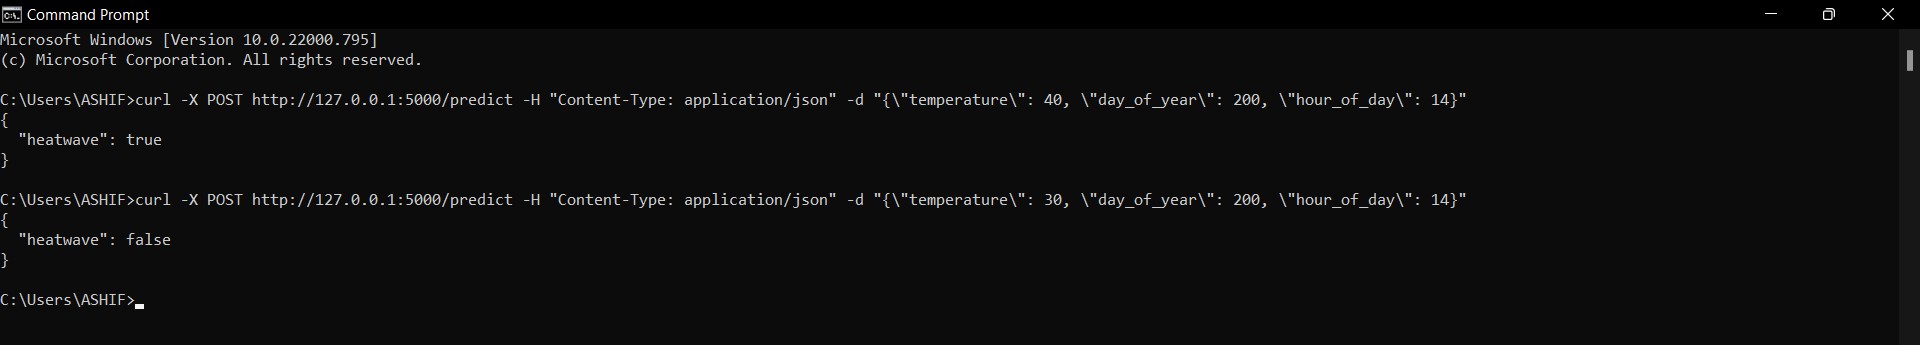 Command Prompt
Microsoft Windows [Version 10.0.22000.795]
(c) Microsoft Corporation. All rights reserved.
C:\Users\ASHIF>curl -X POST http://127.0.0.1:5000/predict -H "Content-Type: application/json" -d "{\"temperature\": 40, \"day_of_year\": 200, \"hour_of_day\": 14}"
{
  "heatwave": true
}
C:\Users\ASHIF>curl -X POST http://127.0.0.1:5000/predict -H "Content-Type: application/json" -d "{\"temperature\": 30, \"day_of_year\": 200, \"hour_of_day\": 14}"
{
  "heatwave": false
}
C:\Users\ASHIF>